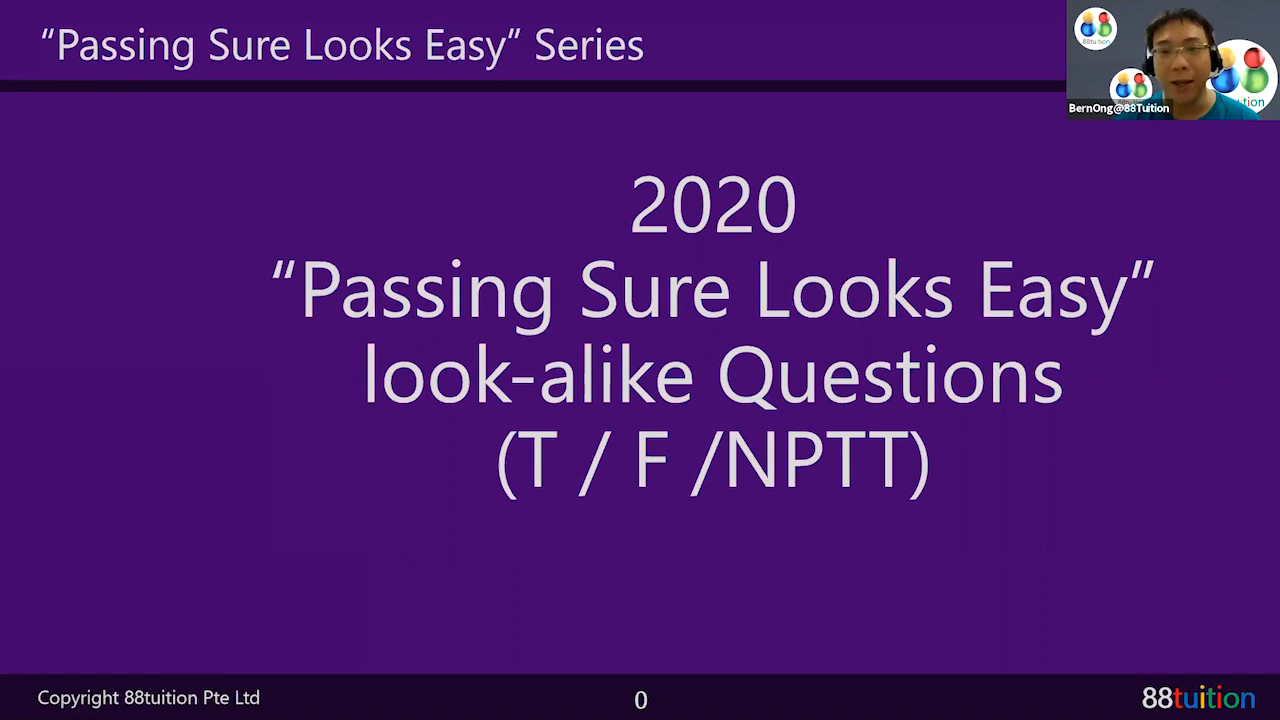 “Passing Sure Looks Easy” Series
88tuition
BernOng@88Tuition
2020
“Passing Sure Looks Easy”
look-alike Questions
(T / F /NPTT)
Copyright 88tuition Pte Ltd
0
88tuition